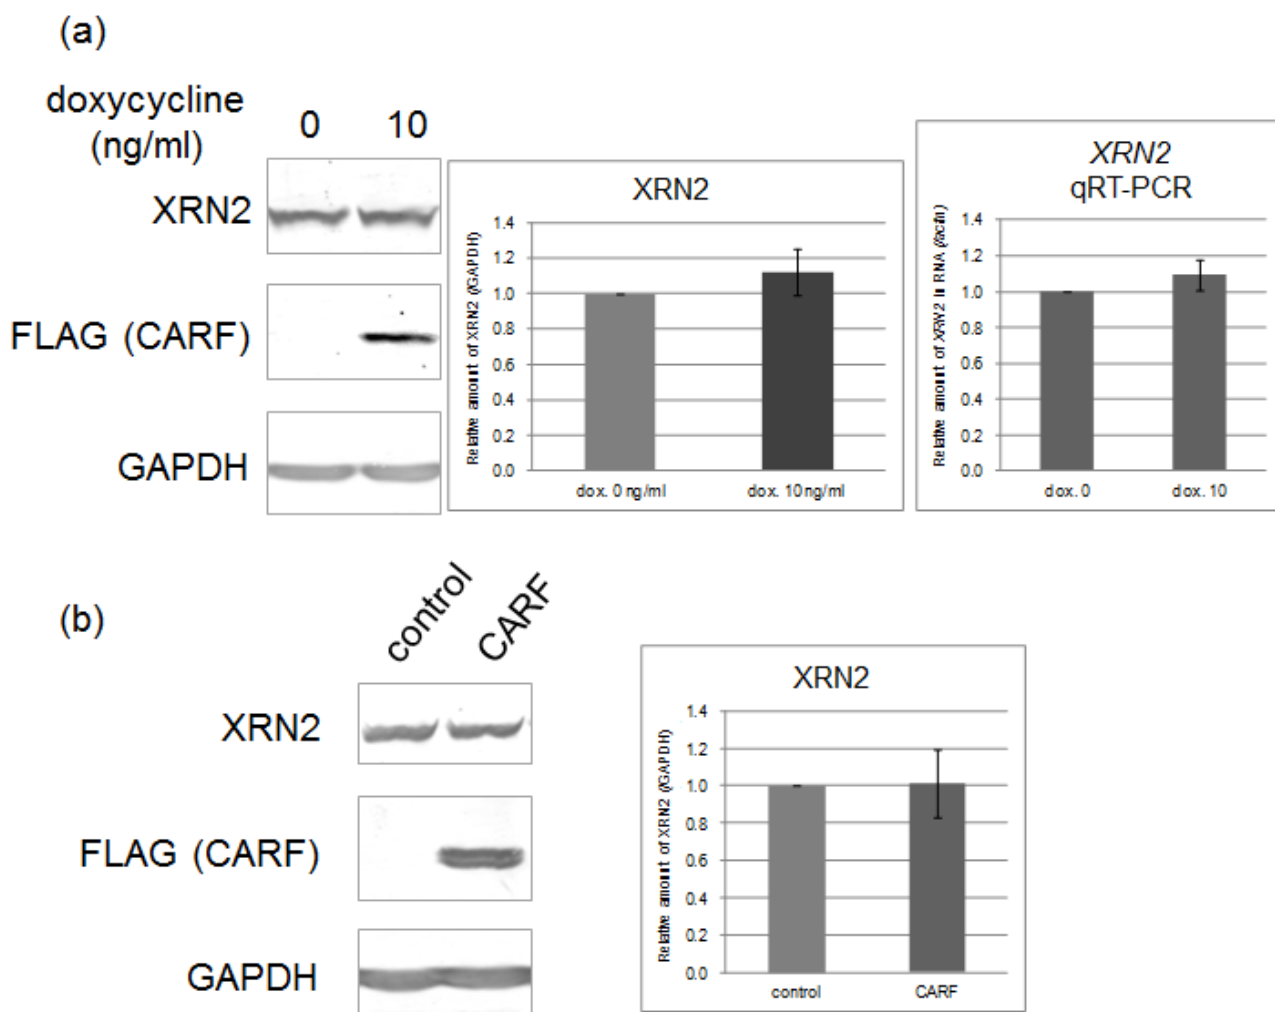 (a)
doxycycline
(ng/ml)
0 10
XRN2
FLAG (CARF)
GAPDH
XRN2
Relative amount of XRN2 (/GAPDH)
1.4
1.2
1.0
0.8
0.6
0.4
0.2
0.0
dox. 0 ng/ml
dox. 10 ng/ml
XRN2
qRT-PCR
Relative amount of XRN2 in RNA (/actin)
1.4
1.2
1.0
0.8
0.6
0.4
0.2
0.0
dox. 0
dox. 10
(b)
control
CARF
XRN2
FLAG (CARF)
GAPDH
XRN2
Relative amount of XRN2 (/GAPDH)
1.4
1.2
1.0
0.8
0.6
0.4
0.2
0.0
control
CARF